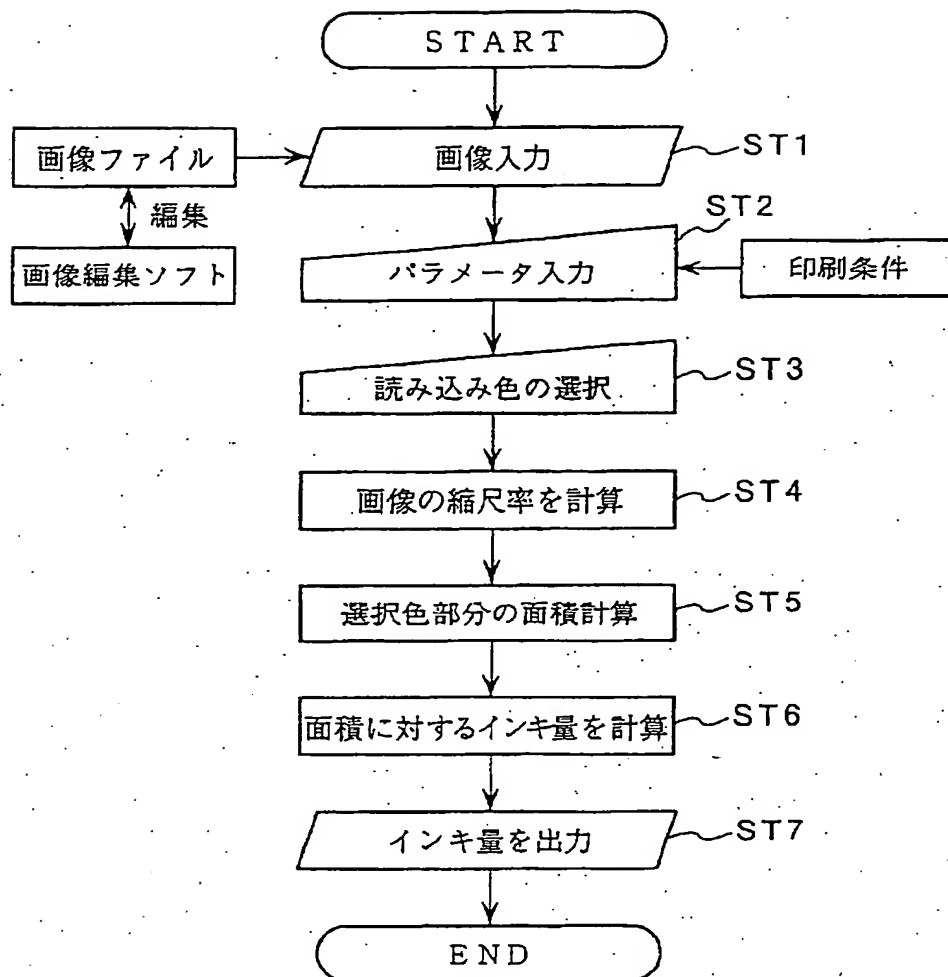 START
画像ファイル
画像入力
ST1
編集
ST2
画像編集ソフト
パラメータ入力
印刷条件
読み込み色の選択
ST3
画像の縮尺率を計算
ST4
選択色部分の面積計算
ST5
面積に対するインキ量を計算
ST6
インキ量を出力
ST7
END